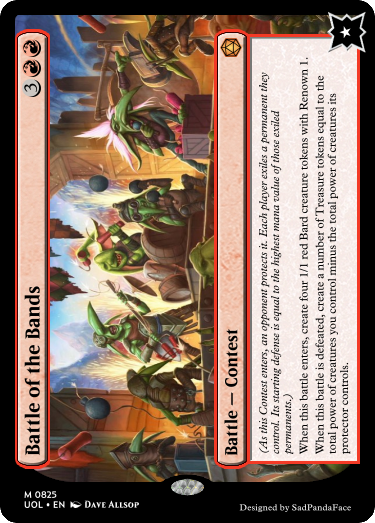 Battle of the Bands
3
Battle – Contest
(As this Contest enters, an opponent protects it. Each player exiles a permanent they
control. Its starting defense is equal to the highest mana value of those exiled
permanents.)
When this battle enters, create four 1/1 red Bard creature tokens with Renown 1.
When this battle is defeated, create a number of Treasure tokens equal to the
total power of creatures you control minus the total power of creatures its
protector controls.
M 0825
UOL • EN DAVE ALLSOP
Designed by SadPandaFace